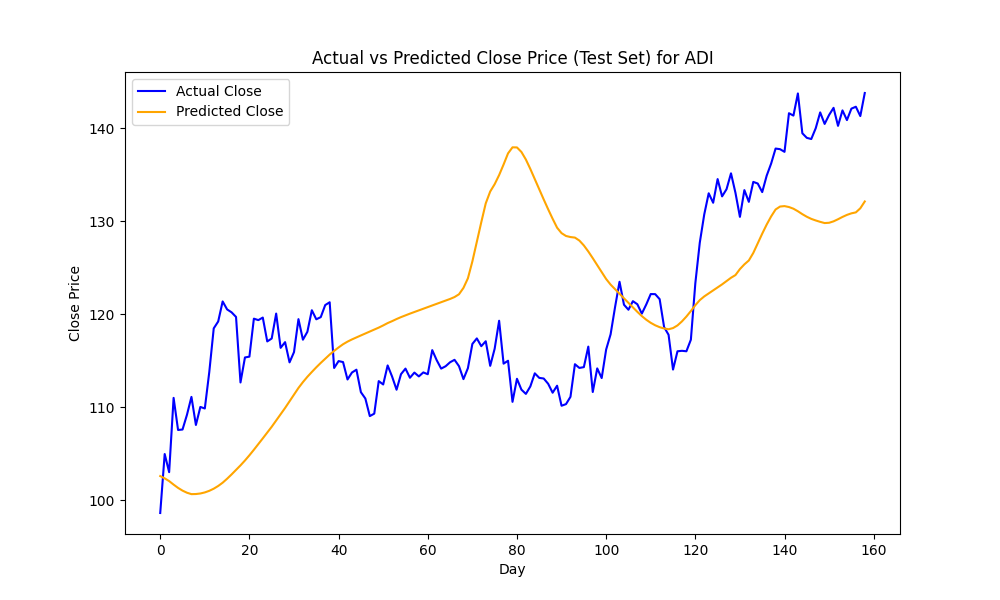 Actual vs Predicted Close Price (Test Set) for ADI
Actual Close
Predicted Close
Close Price
140
130
120
110
100
0 20 40 60 80 100 120 140 160
Day